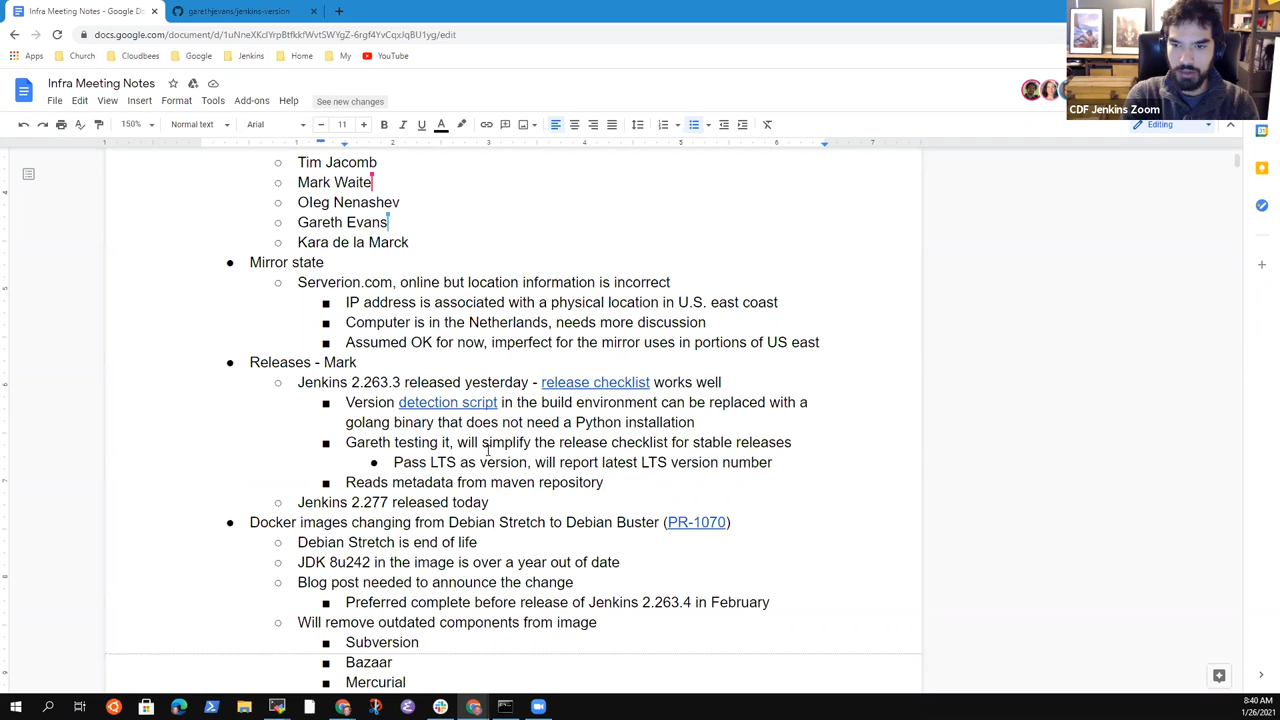 Infra Meeting Notes - Google Do
garethjevans/jenkins-version
docs.google.com/document/d/
Apps
Church
Cloudbees
Google
Jenkins
Home
My
YouTube
Infra Meeting Notes
File Edit View Insert Format Tools Add-ons Help See new changes
CDF Jenkins Zoom
150% Normal text Arial 11 B I U A Editing
1 1 2 3 4 5 6 7
○ Tim Jacomb
○ Mark Waite
○ Oleg Nenashev
○ Gareth Evans
○ Kara de la Marck
● Mirror state
○ Serverion.com, online but location information is incorrect
■ IP address is associated with a physical location in U.S. east coast
■ Computer is in the Netherlands, needs more discussion
■ Assumed OK for now, imperfect for the mirror uses in portions of US east
● Releases - Mark
○ Jenkins 2.263.3 released yesterday - release checklist works well
■ Version detection script in the build environment can be replaced with a
golang binary that does not need a Python installation
■ Gareth testing it, will simplify the release checklist for stable releases
● Pass LTS as version, will report latest LTS version number
■ Reads metadata from maven repository
○ Jenkins 2.277 released today
● Docker images changing from Debian Stretch to Debian Buster (PR-1070)
○ Debian Stretch is end of life
○ JDK 8u242 in the image is over a year out of date
○ Blog post needed to announce the change
■ Preferred complete before release of Jenkins 2.263.4 in February
○ Will remove outdated components from image
■ Subversion
■ Bazaar
■ Mercurial
8:40 AM
1/26/2021